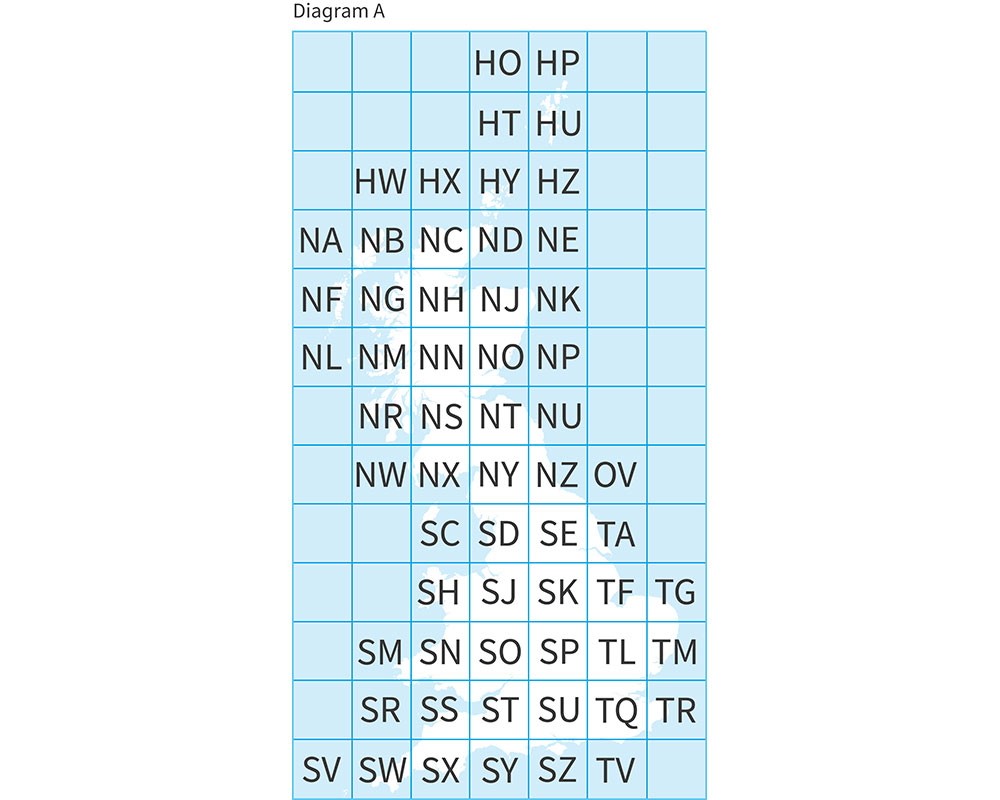 Diagram A
HO HP
HT HU
HW HX HY HZ
NA NB NC ND NE
NF NG NH NJ NK
NL NM NN NO NP
NR NS NT NU
NW NX NY NZ OV
SC SD SE TA
SH SJ SK TF TG
SM SN SO SP TL TM
SR SS ST SU TQ TR
SV SW SX SY SZ TV